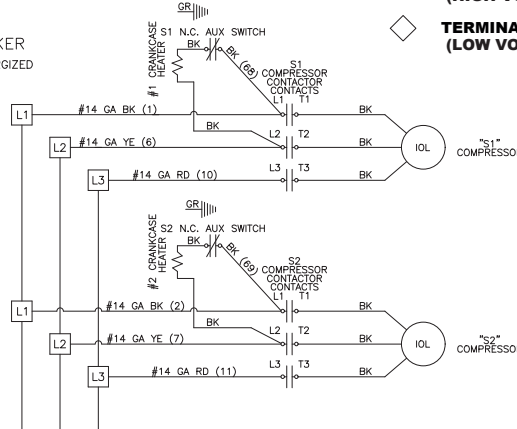 (HIGH V
TERMINA
(LOW VO
KER
RGIZED
GR
S1 N.C. AUX SWITCH
BK
BK (68)
#1 CRANKCASE
HEATER
S1
COMPRESSOR
CONTACTOR
CONTACTS
L1 T1
L1
#14 GA BK (1)
BK
BK
L2 T2
L2
#14 GA YE (6)
BK
IOL
"S1"
COMPRESSO
L3 T3
L3
#14 GA RD (10)
BK
GR
S2 N.C. AUX SWITCH
BK
BK (69)
#2 CRANKCASE
HEATER
S2
COMPRESSOR
CONTACTOR
CONTACTS
L1 T1
L1
#14 GA BK (2)
BK
BK
L2 T2
L2
#14 GA YE (7)
BK
IOL
"S2"
COMPRESSO
L3 T3
L3
#14 GA RD (11)
BK